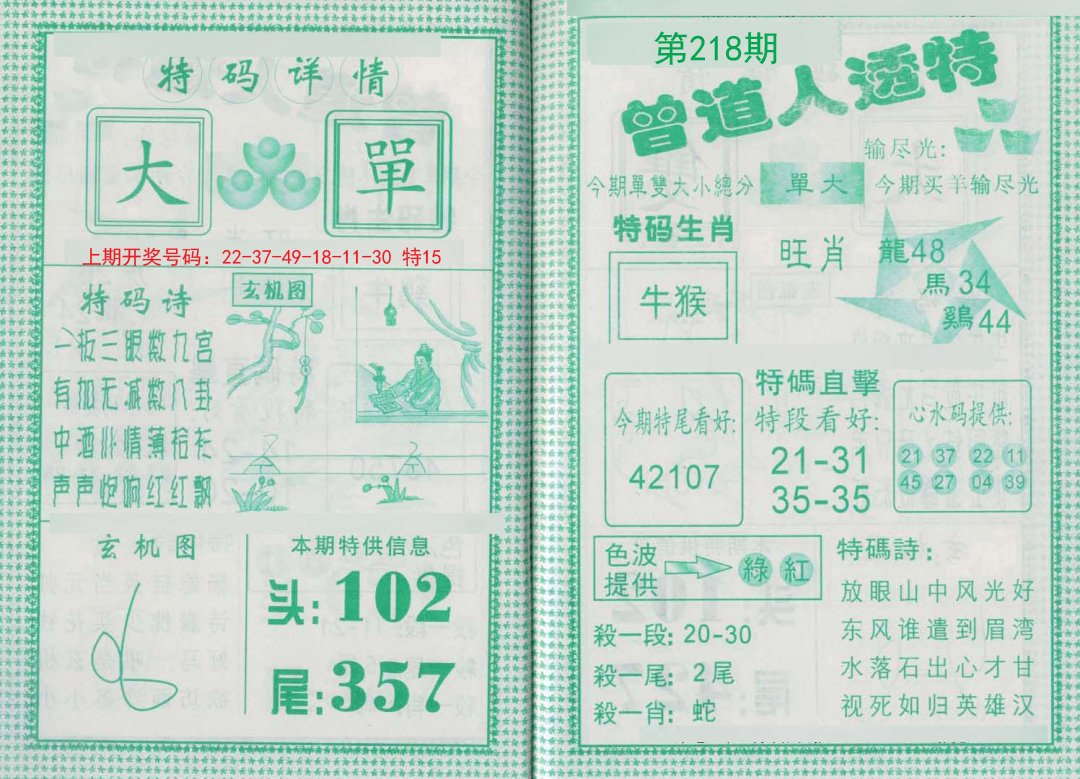 特码详情
大 單
上期开奖号码：22-37-49-18-11-30 特15
特码诗
玄机图
一板三眼数九宫
有加无减数八卦
中酒心情薄拾衫
声声炮响红红飘
玄机图
本期特供信息
头:102
尾:357
第218期
曾道人透特
输尽光:
今期單雙大小總分 單大 今期买羊输尽光
特码生肖
牛猴
旺肖
龍48
馬34
鷄44
今期特尾看好:
42107
特碼直擊
特段看好:
21-31
35-35
心水码提供:
21 37 22 11
45 27 04 39
色波
提供
綠 紅
殺一段: 20-30
殺一尾: 2尾
殺一肖: 蛇
特碼詩：
放眼山中风光好
东风谁遣到眉湾
水落石出心才甘
视死如归英雄汉